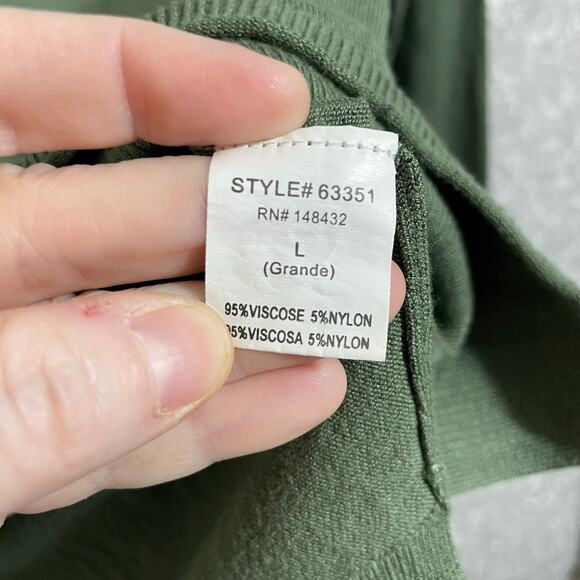 STYLE# 63351
RN# 148432
L
(Grande)
95%VISCOSE 5%NYLON
95%VISCOSA 5%NYLON